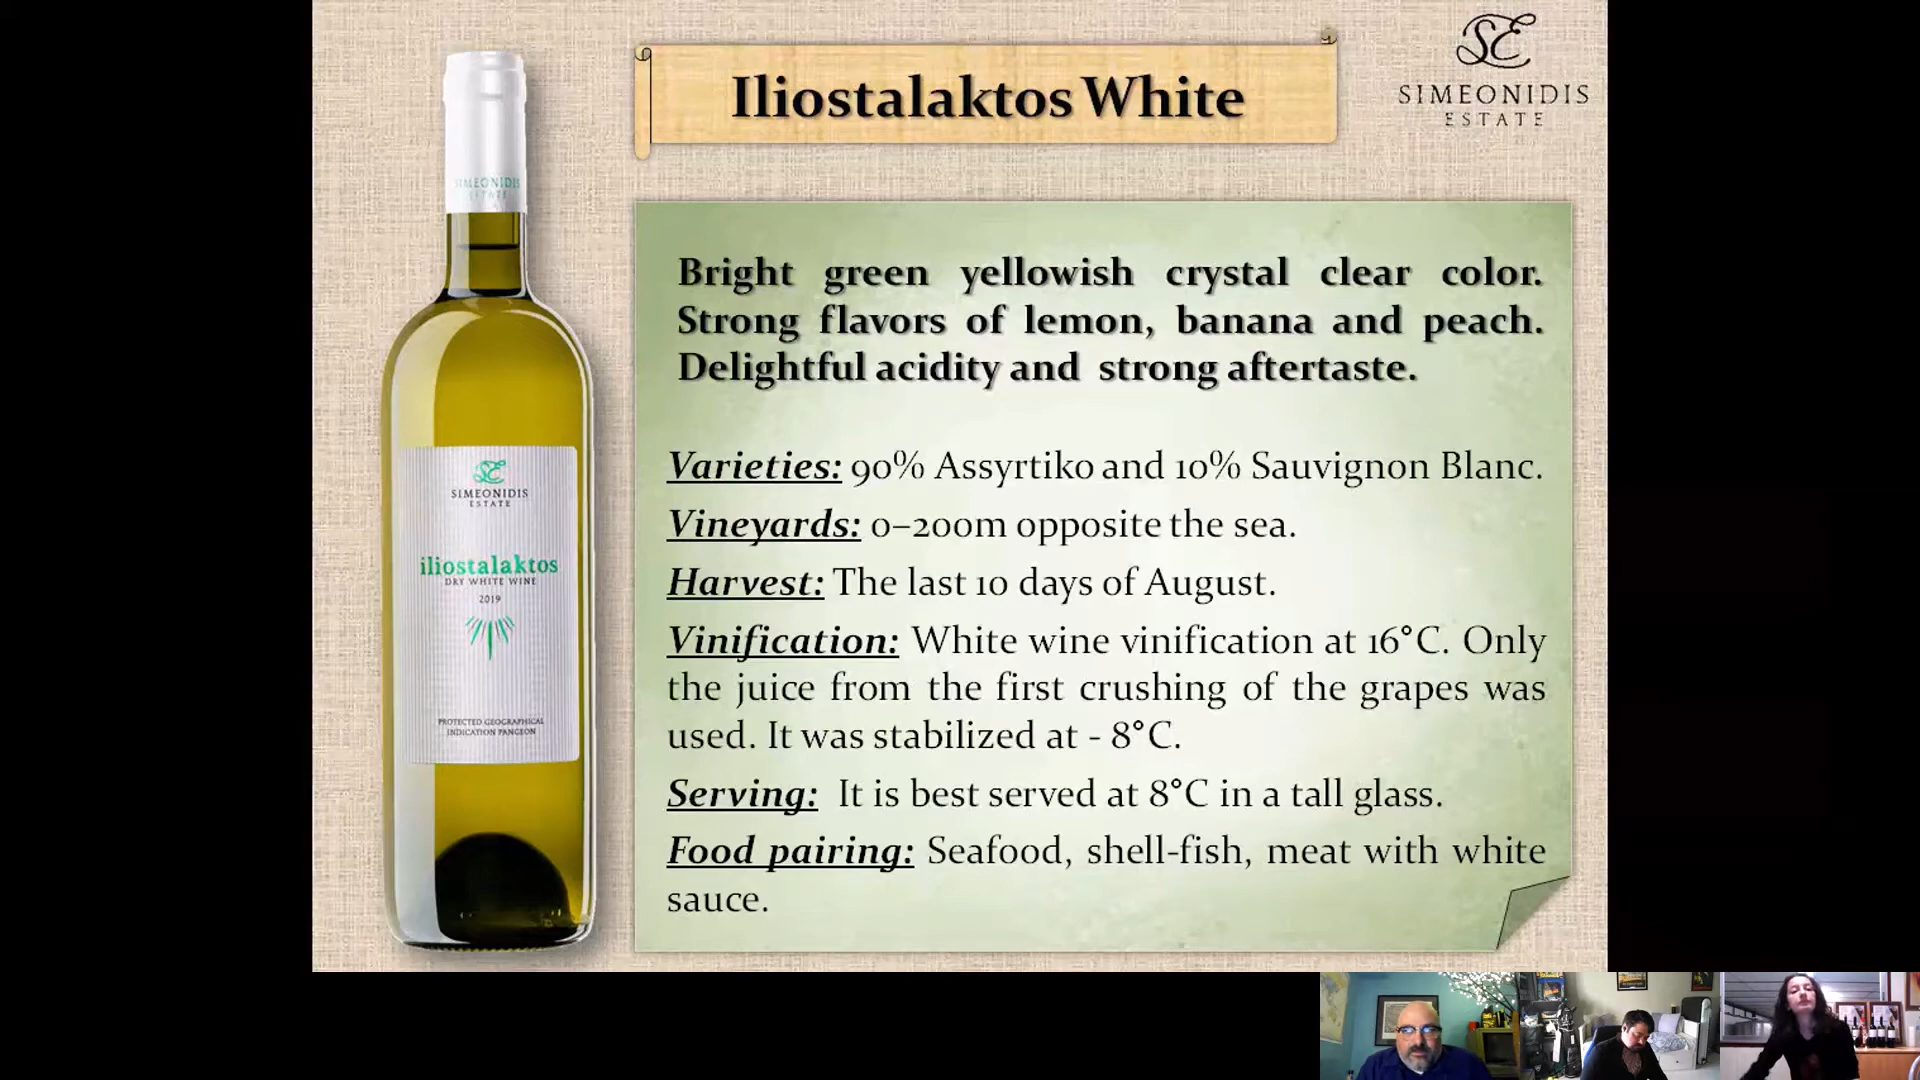 Iliostalaktos White
SE
SIMEONIDIS
ESTATE
SIMEONIDIS
ESTATE
Bright green yellowish crystal clear color.
Strong flavors of lemon, banana and peach.
Delightful acidity and strong aftertaste.
Varieties: 90% Assyrtiko and 10% Sauvignon Blanc.
Vineyards: 0–200m opposite the sea.
Harvest: The last 10 days of August.
Vinification: White wine vinification at 16°C. Only
the juice from the first crushing of the grapes was
used. It was stabilized at - 8°C.
Serving: It is best served at 8°C in a tall glass.
Food pairing: Seafood, shell-fish, meat with white
sauce.
SE
SIMEONIDIS
ESTATE
iliostalaktos
DRY WHITE WINE
2019
PROTECTED GEOGRAPHICAL
INDICATION PANGEON